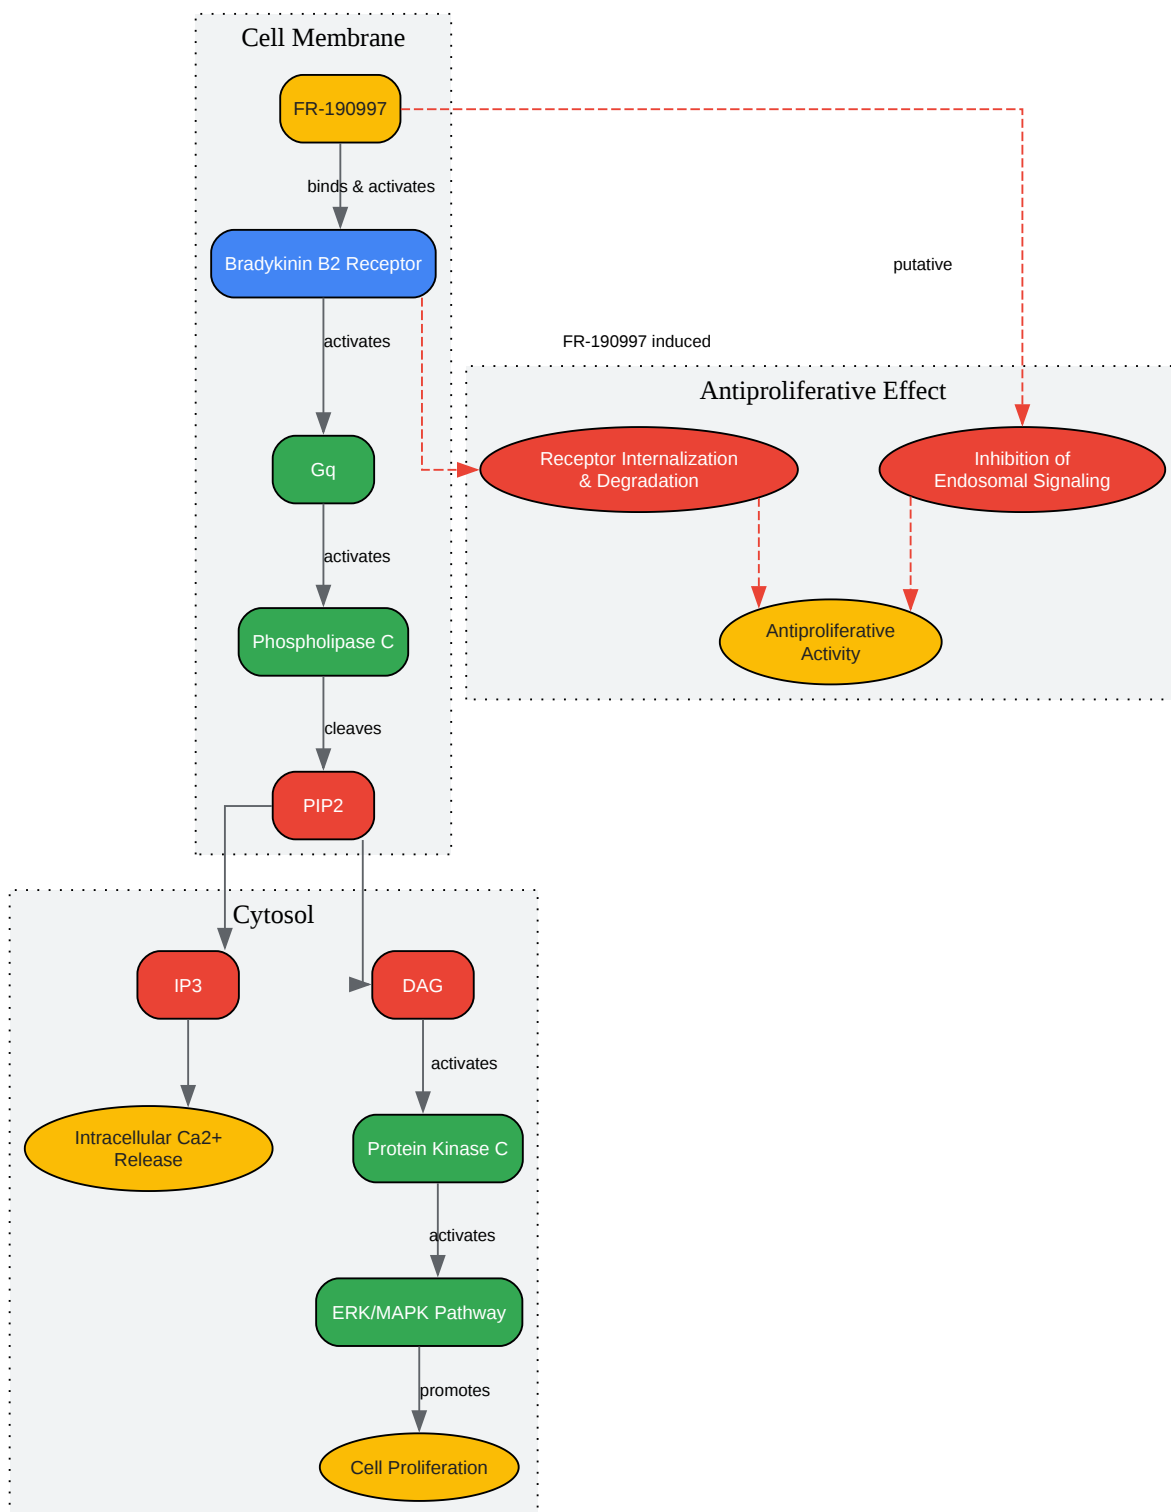 Cell Membrane
FR-190997
binds & activates
Bradykinin B2 Receptor
putative
activates
FR-190997 induced
Antiproliferative Effect
Gq
Receptor Internalization
& Degradation
Inhibition of
Endosomal Signaling
activates
Phospholipase C
Antiproliferative
Activity
cleaves
PIP2
Cytosol
IP3
DAG
activates
Intracellular Ca2+
Release
Protein Kinase C
activates
ERK/MAPK Pathway
promotes
Cell Proliferation